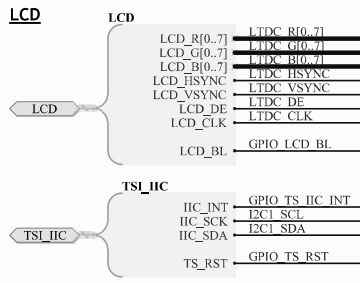 LCD
LCD
LCD_R[0..7] LTDC_R[0..7]
LCD_G[0..7] LTDC_G[0..7]
LCD_B[0..7] LTDC_B[0..7]
LCD_HSYNC LTDC_HSYNC
LCD_VSYNC LTDC_VSYNC
LCD_DE LTDC_DE
LCD LCD_CLK LTDC_CLK
LCD_BL GPIO_LCD_BL
TSI_IIC
IIC_INT GPIO_TS_IIC_INT
IIC_SCK I2C1_SCL
TSI_IIC IIC_SDA I2C1_SDA
TS_RST GPIO_TS_RST